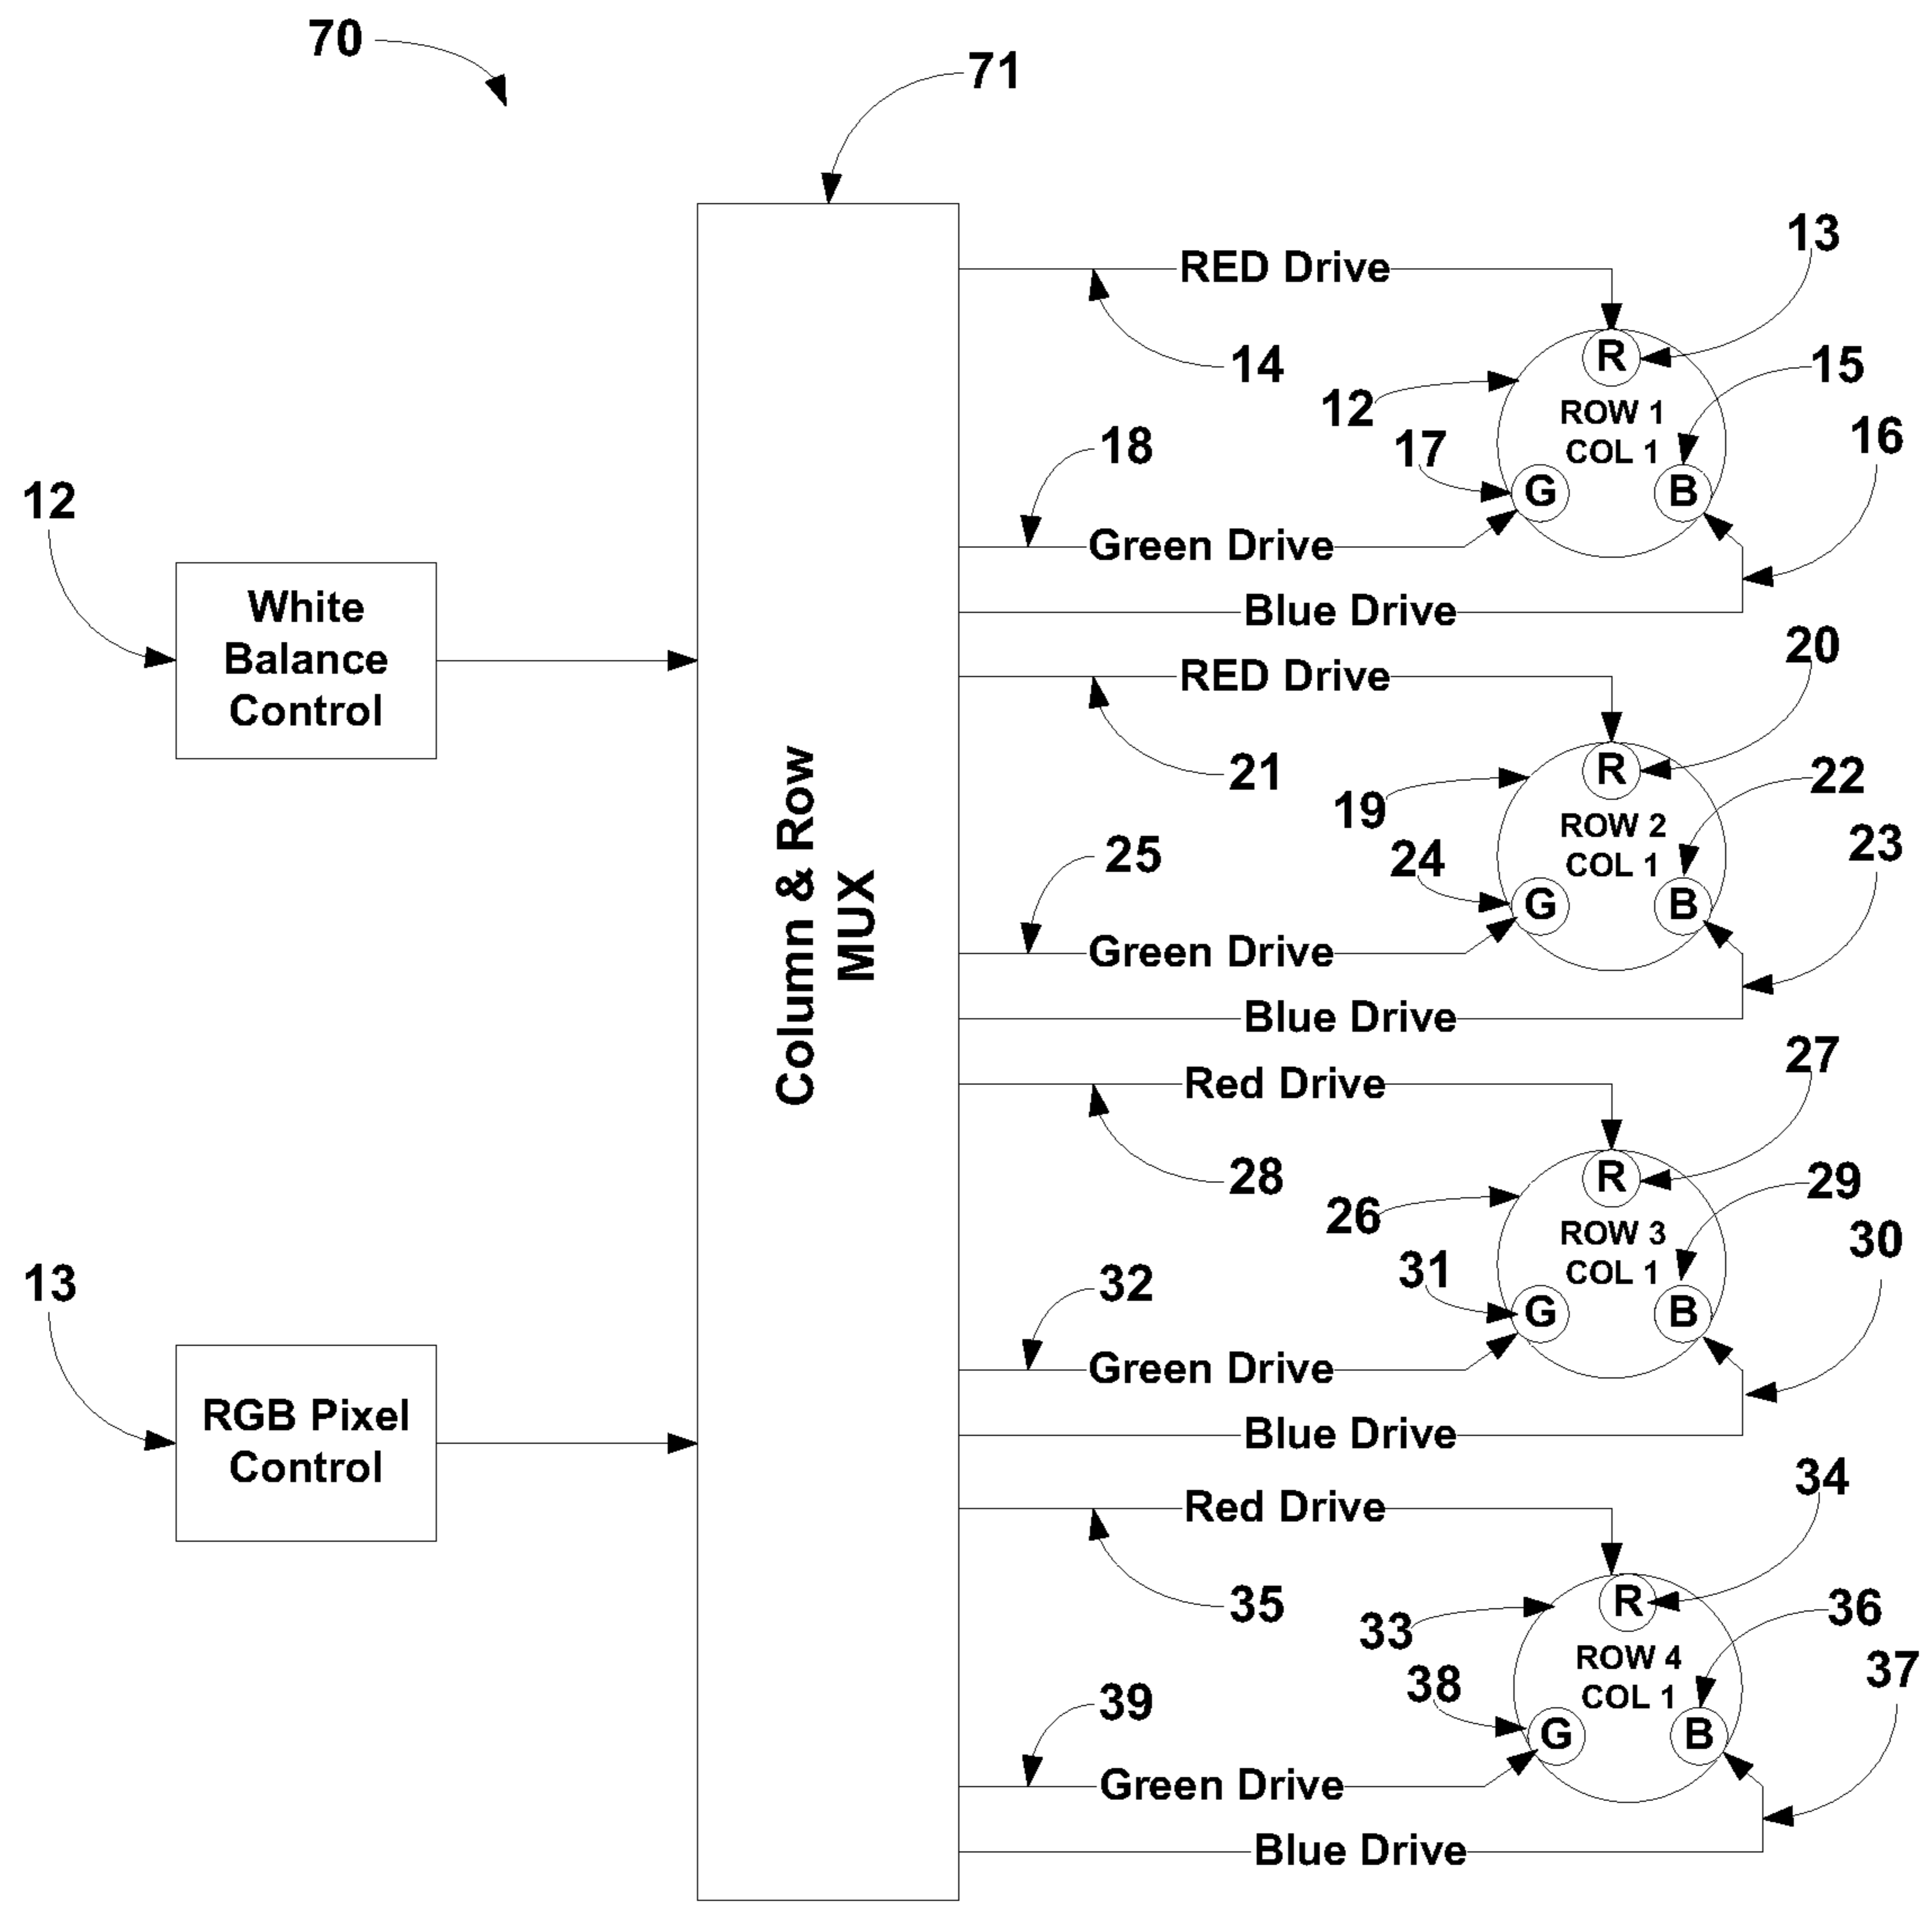 70
71
13
RED Drive
14
R
15
12
ROW 1
COL 1
16
17
18
G
B
Green Drive
Blue Drive
12
White
Balance
Control
20
RED Drive
21
R
22
19
ROW 2
COL 1
23
24
25
G
B
Green Drive
Blue Drive
Column & Row
MUX
27
Red Drive
28
R
29
26
ROW 3
COL 1
30
31
32
G
B
Green Drive
Blue Drive
13
RGB Pixel
Control
34
Red Drive
35
R
36
33
ROW 4
COL 1
37
38
39
G
B
Green Drive
Blue Drive